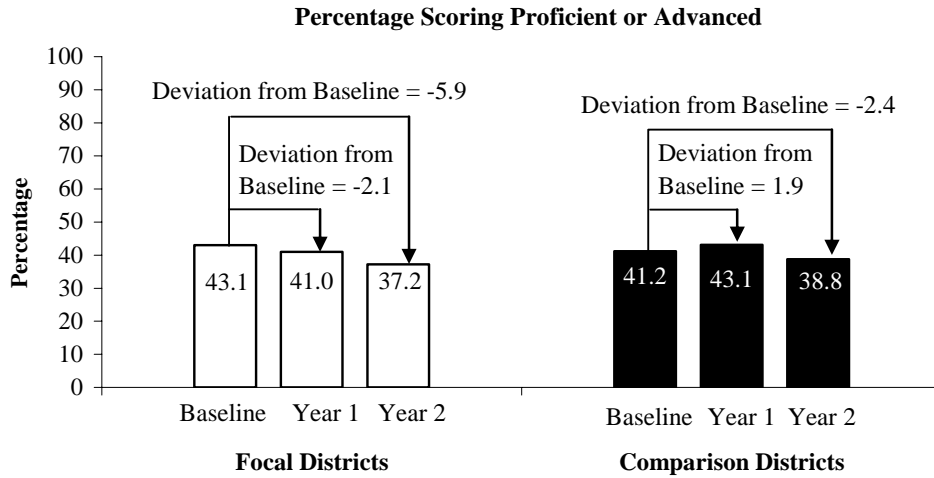 Percentage Scoring Proficient or Advanced
Percentage
100
90
80
70
60
50
40
30
20
10
0
Deviation from Baseline = -5.9
Deviation from
Baseline = -2.1
43.1
41.0
37.2
Baseline
Year 1
Year 2
Focal Districts
Deviation from Baseline = -2.4
Deviation from
Baseline = 1.9
41.2
43.1
38.8
Baseline
Year 1
Year 2
Comparison Districts